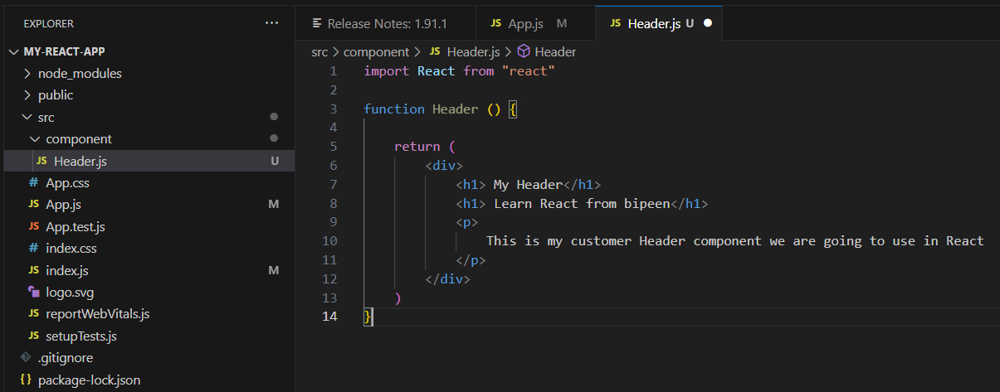 EXPLORER ...
MY-REACT-APP
node_modules
public
src
component
JS Header.js U
# App.css
JS App.js M
JS App.test.js
# index.css
JS index.js M
logo.svg
JS reportWebVitals.js
JS setupTests.js
.gitignore
{} package-lock.json
Release Notes: 1.91.1
JS App.js M
JS Header.js U
src > component > JS Header.js > Header
1 import React from "react"
2
3 function Header () {
4
5 return (
6 <div>
7 <h1> My Header</h1>
8 <h1> Learn React from bipeen</h1>
9 <p>
10 This is my customer Header component we are going to use in React
11 </p>
12 </div>
13 )
14 }